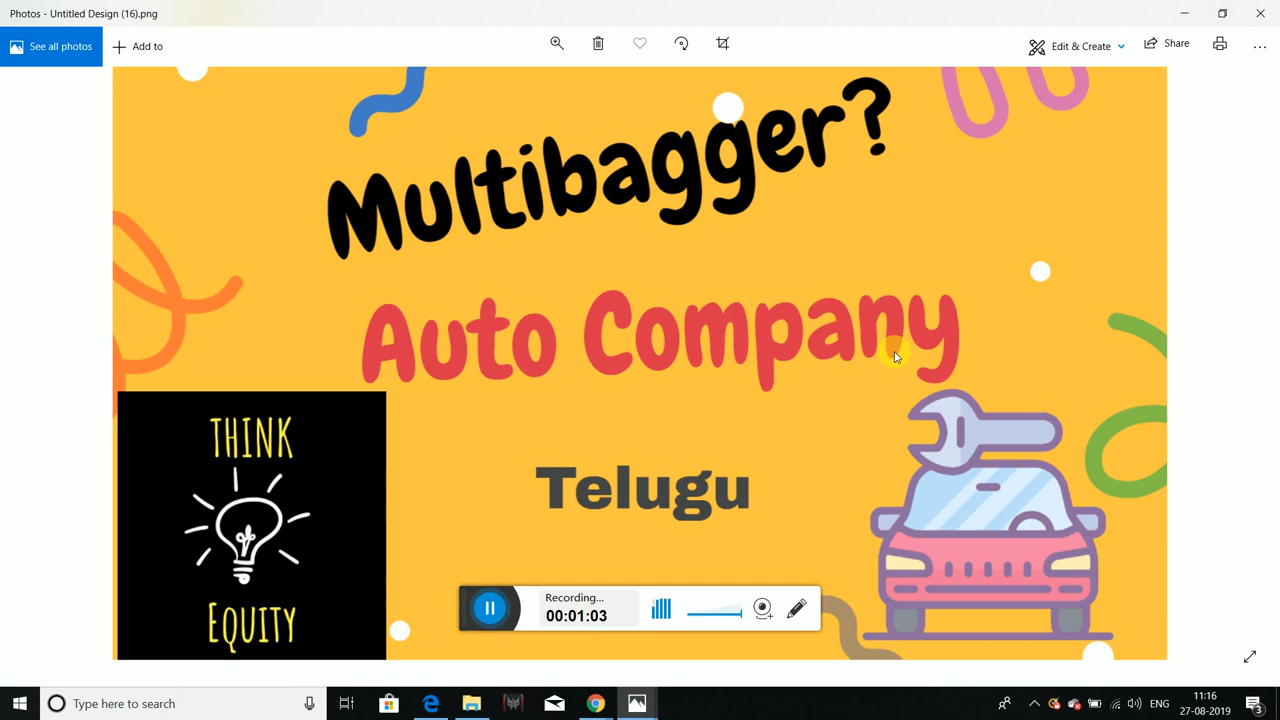 Photos - Untitled Design (16).png
See all photos
Add to
Edit & Create
Share
Multibagger?
Auto Company
THINK
Telugu
EQUITY
Recording...
00:01:03
Type here to search
ENG
11:16
27-08-2019
3